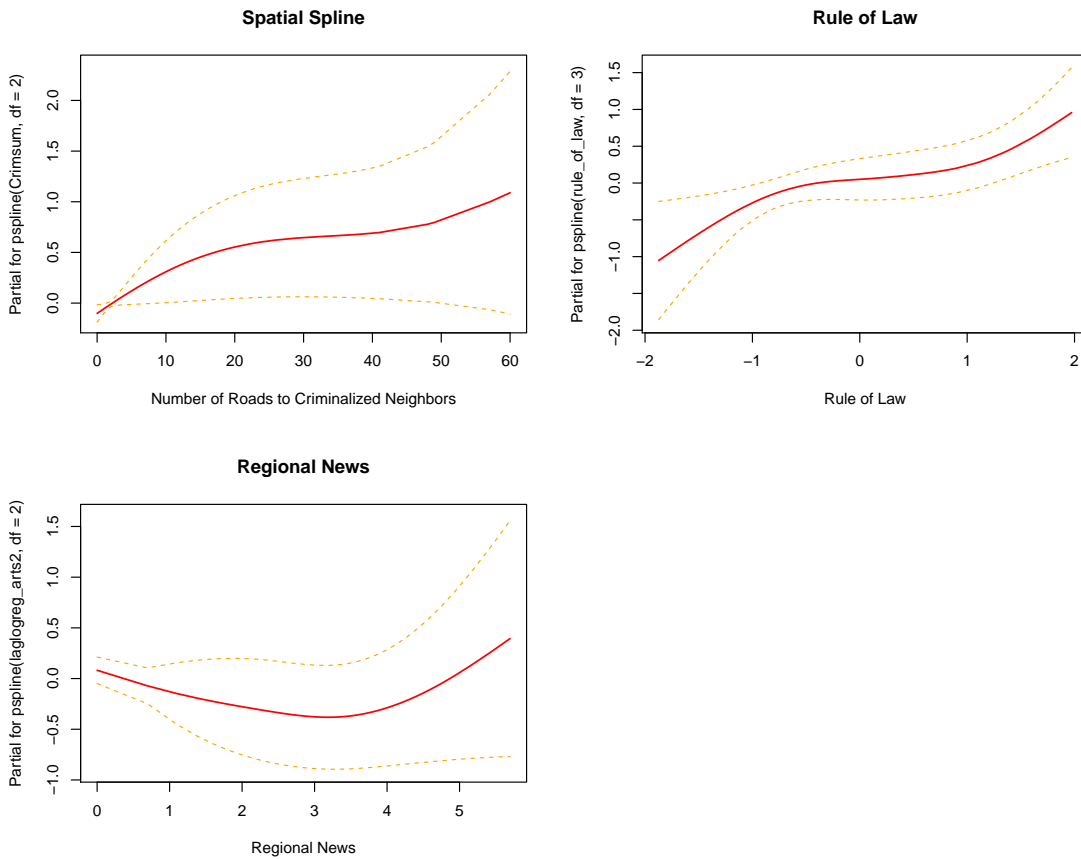 Spatial Spline
Partial for pspline(Crimsum, df = 2)
2.0
1.5
1.0
0.5
0.0
0 10 20 30 40 50 60
Number of Roads to Criminalized Neighbors
Rule of Law
Partial for pspline(rule_of_law, df = 3)
1.5
0.5
0.0
−1.0
−2.0
−2 −1 0 1 2
Rule of Law
Regional News
Partial for pspline(laglogreg_arts2, df = 2)
1.5
1.0
0.5
0.0
−0.5
−1.0
0 1 2 3 4 5
Regional News